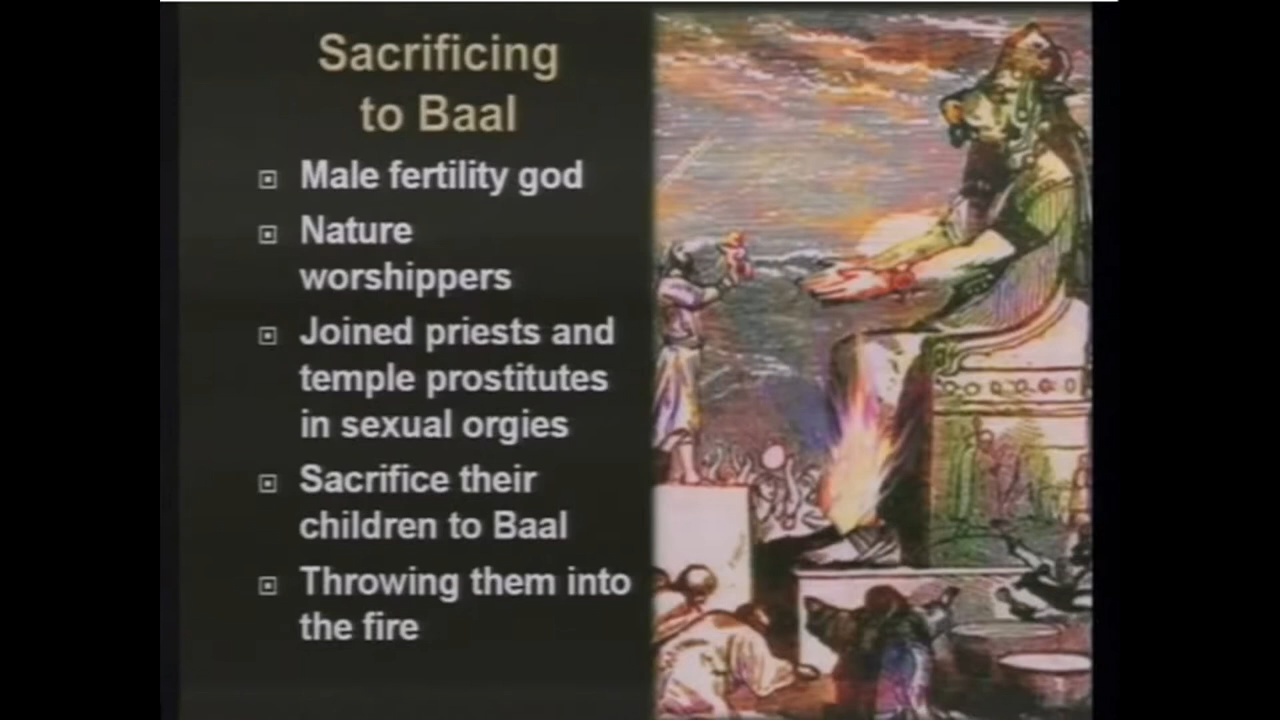 Sacrificing
to Baal
Male fertility god
Nature
worshippers
Joined priests and
temple prostitutes
in sexual orgies
Sacrifice their
children to Baal
Throwing them into
the fire